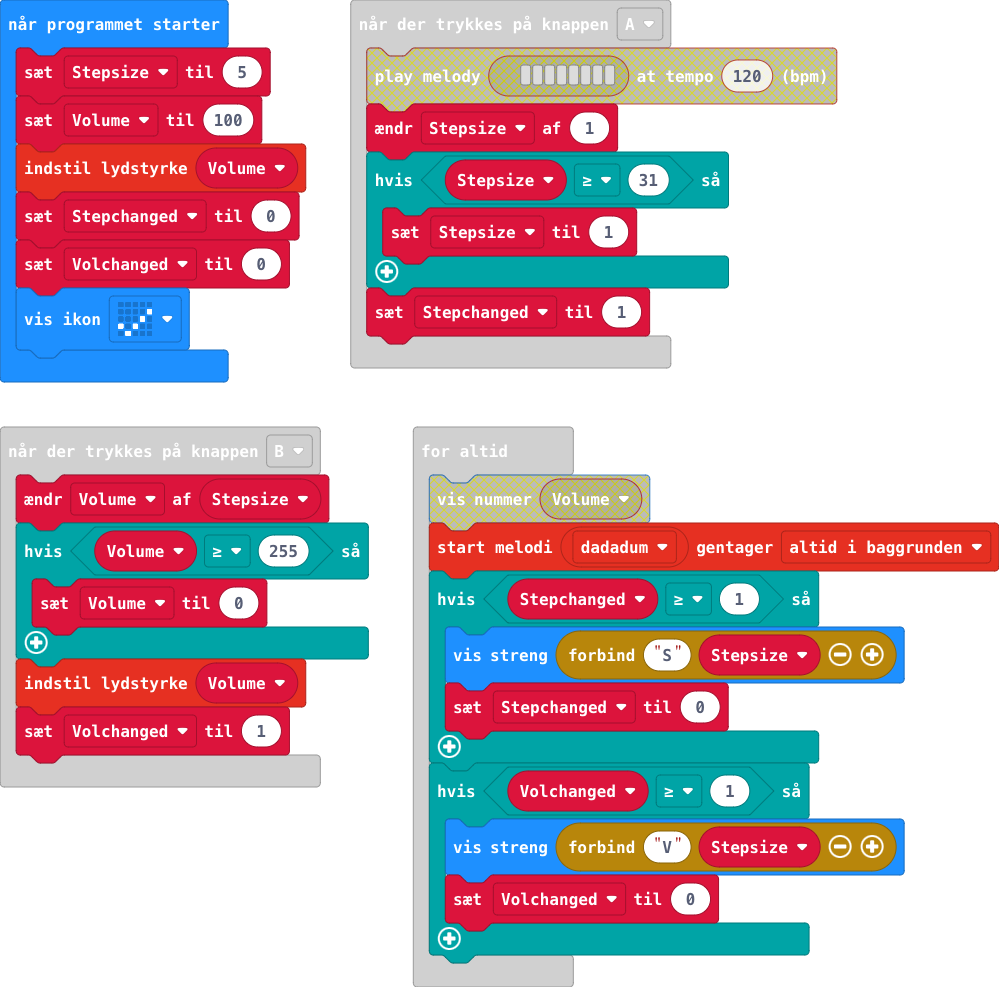 når programmet starter
sæt Stepsize til 5
sæt Volume til 100
indstil lydstyrke Volume
sæt Stepchanged til 0
sæt Volchanged til 0
vis ikon
når der trykkes på knappen A
play melody at tempo 120 (bpm)
ændr Stepsize af 1
hvis Stepsize ≥ 31 så
sæt Stepsize til 1
sæt Stepchanged til 1
når der trykkes på knappen B
ændr Volume af Stepsize
hvis Volume ≥ 255 så
sæt Volume til 0
indstil lydstyrke Volume
sæt Volchanged til 1
for altid
vis nummer Volume
start melodi dadadum gentager altid i baggrunden
hvis Stepchanged ≥ 1 så
vis streng forbind "S" Stepsize
sæt Stepchanged til 0
hvis Volchanged ≥ 1 så
vis streng forbind "V" Stepsize
sæt Volchanged til 0